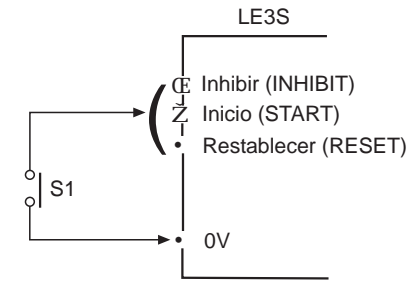 LE3S
Œ Inhibir (INHIBIT)
Ž Inicio (START)
• Restablecer (RESET)
S1
• 0V